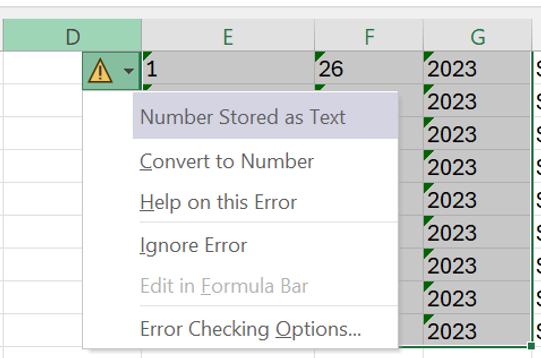 D E F G
1 26 2023
Number Stored as Text 2023
2023
Convert to Number 2023
Help on this Error 2023
Ignore Error 2023
Edit in Formula Bar 2023
2023
Error Checking Options... 2023